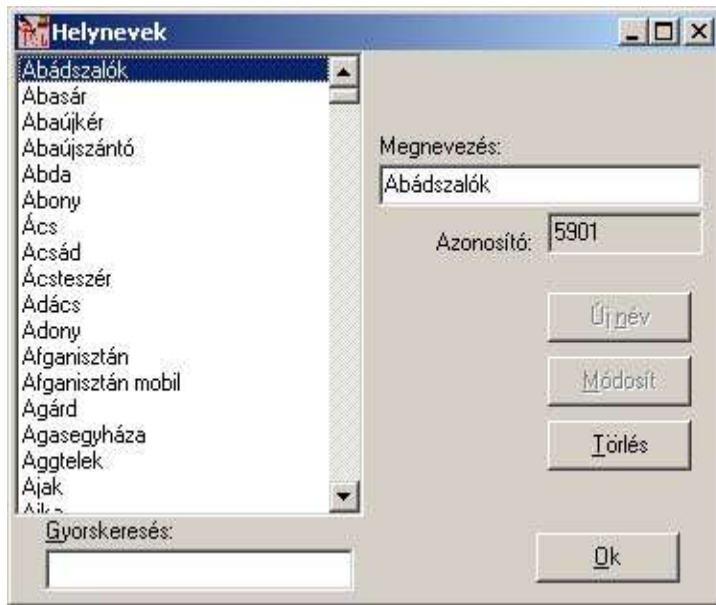 Helynevek
Abádszalók
Abasár
Abaújkér
Abaújszántó
Abda
Abony
Ács
Acsád
Ácsteszér
Adács
Adony
Afganisztán
Afganisztán mobil
Agárd
Agasegyháza
Aggtelek
Ajak
Ajka
Gyorskeresés:
Megnevezés:
Abádszalók
Azonosító: 5901
Új név
Módosít
Törlés
Ok